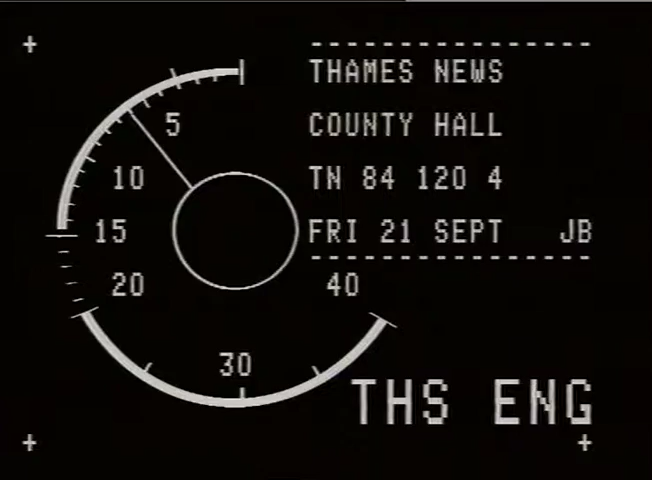 THAMES NEWS
COUNTY HALL
TN 84 120 4
FRI 21 SEPT JB
5
10
15
20
30
40
THS ENG